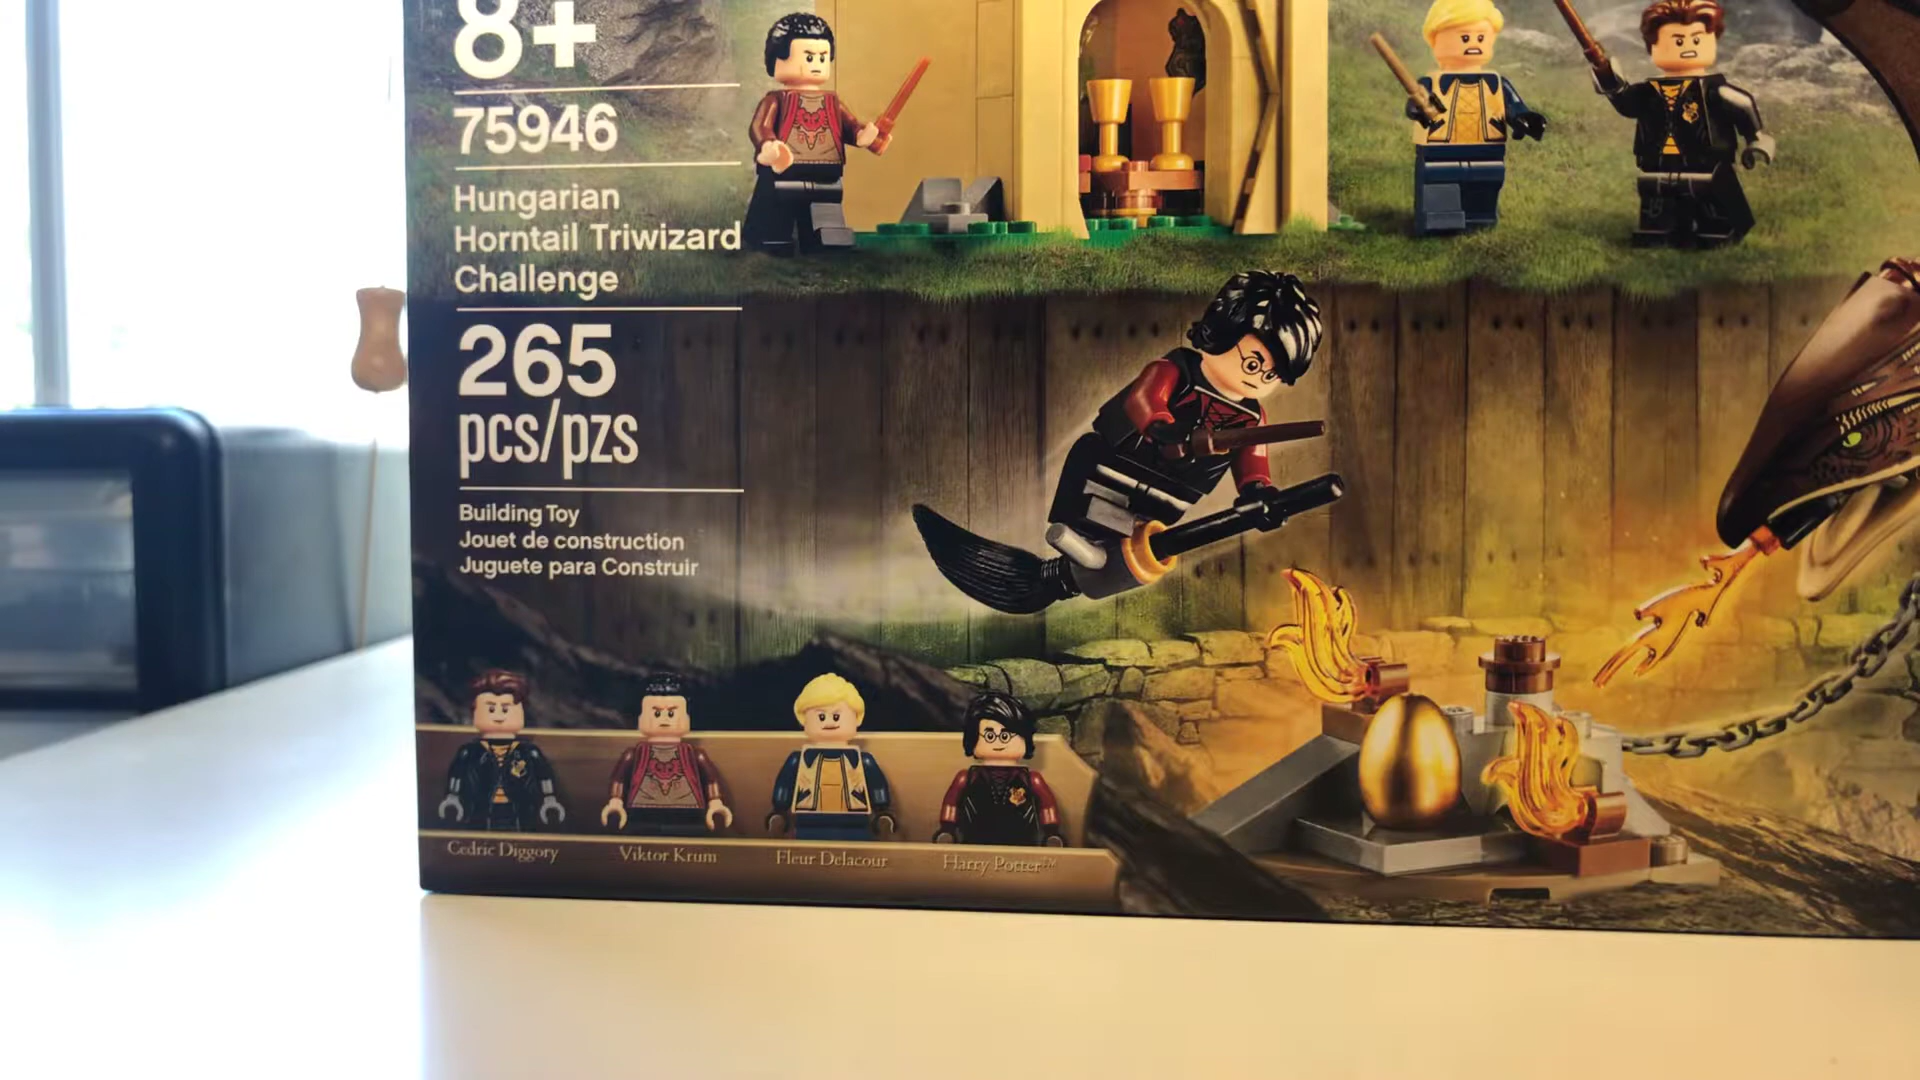 8+
75946
Hungarian
Horntail Triwizard
Challenge
265
pcs/pzs
Building Toy
Jouet de construction
Juguete para Construir
Cedric Diggory
Viktor Krum
Fleur Delacour
Harry Potter™